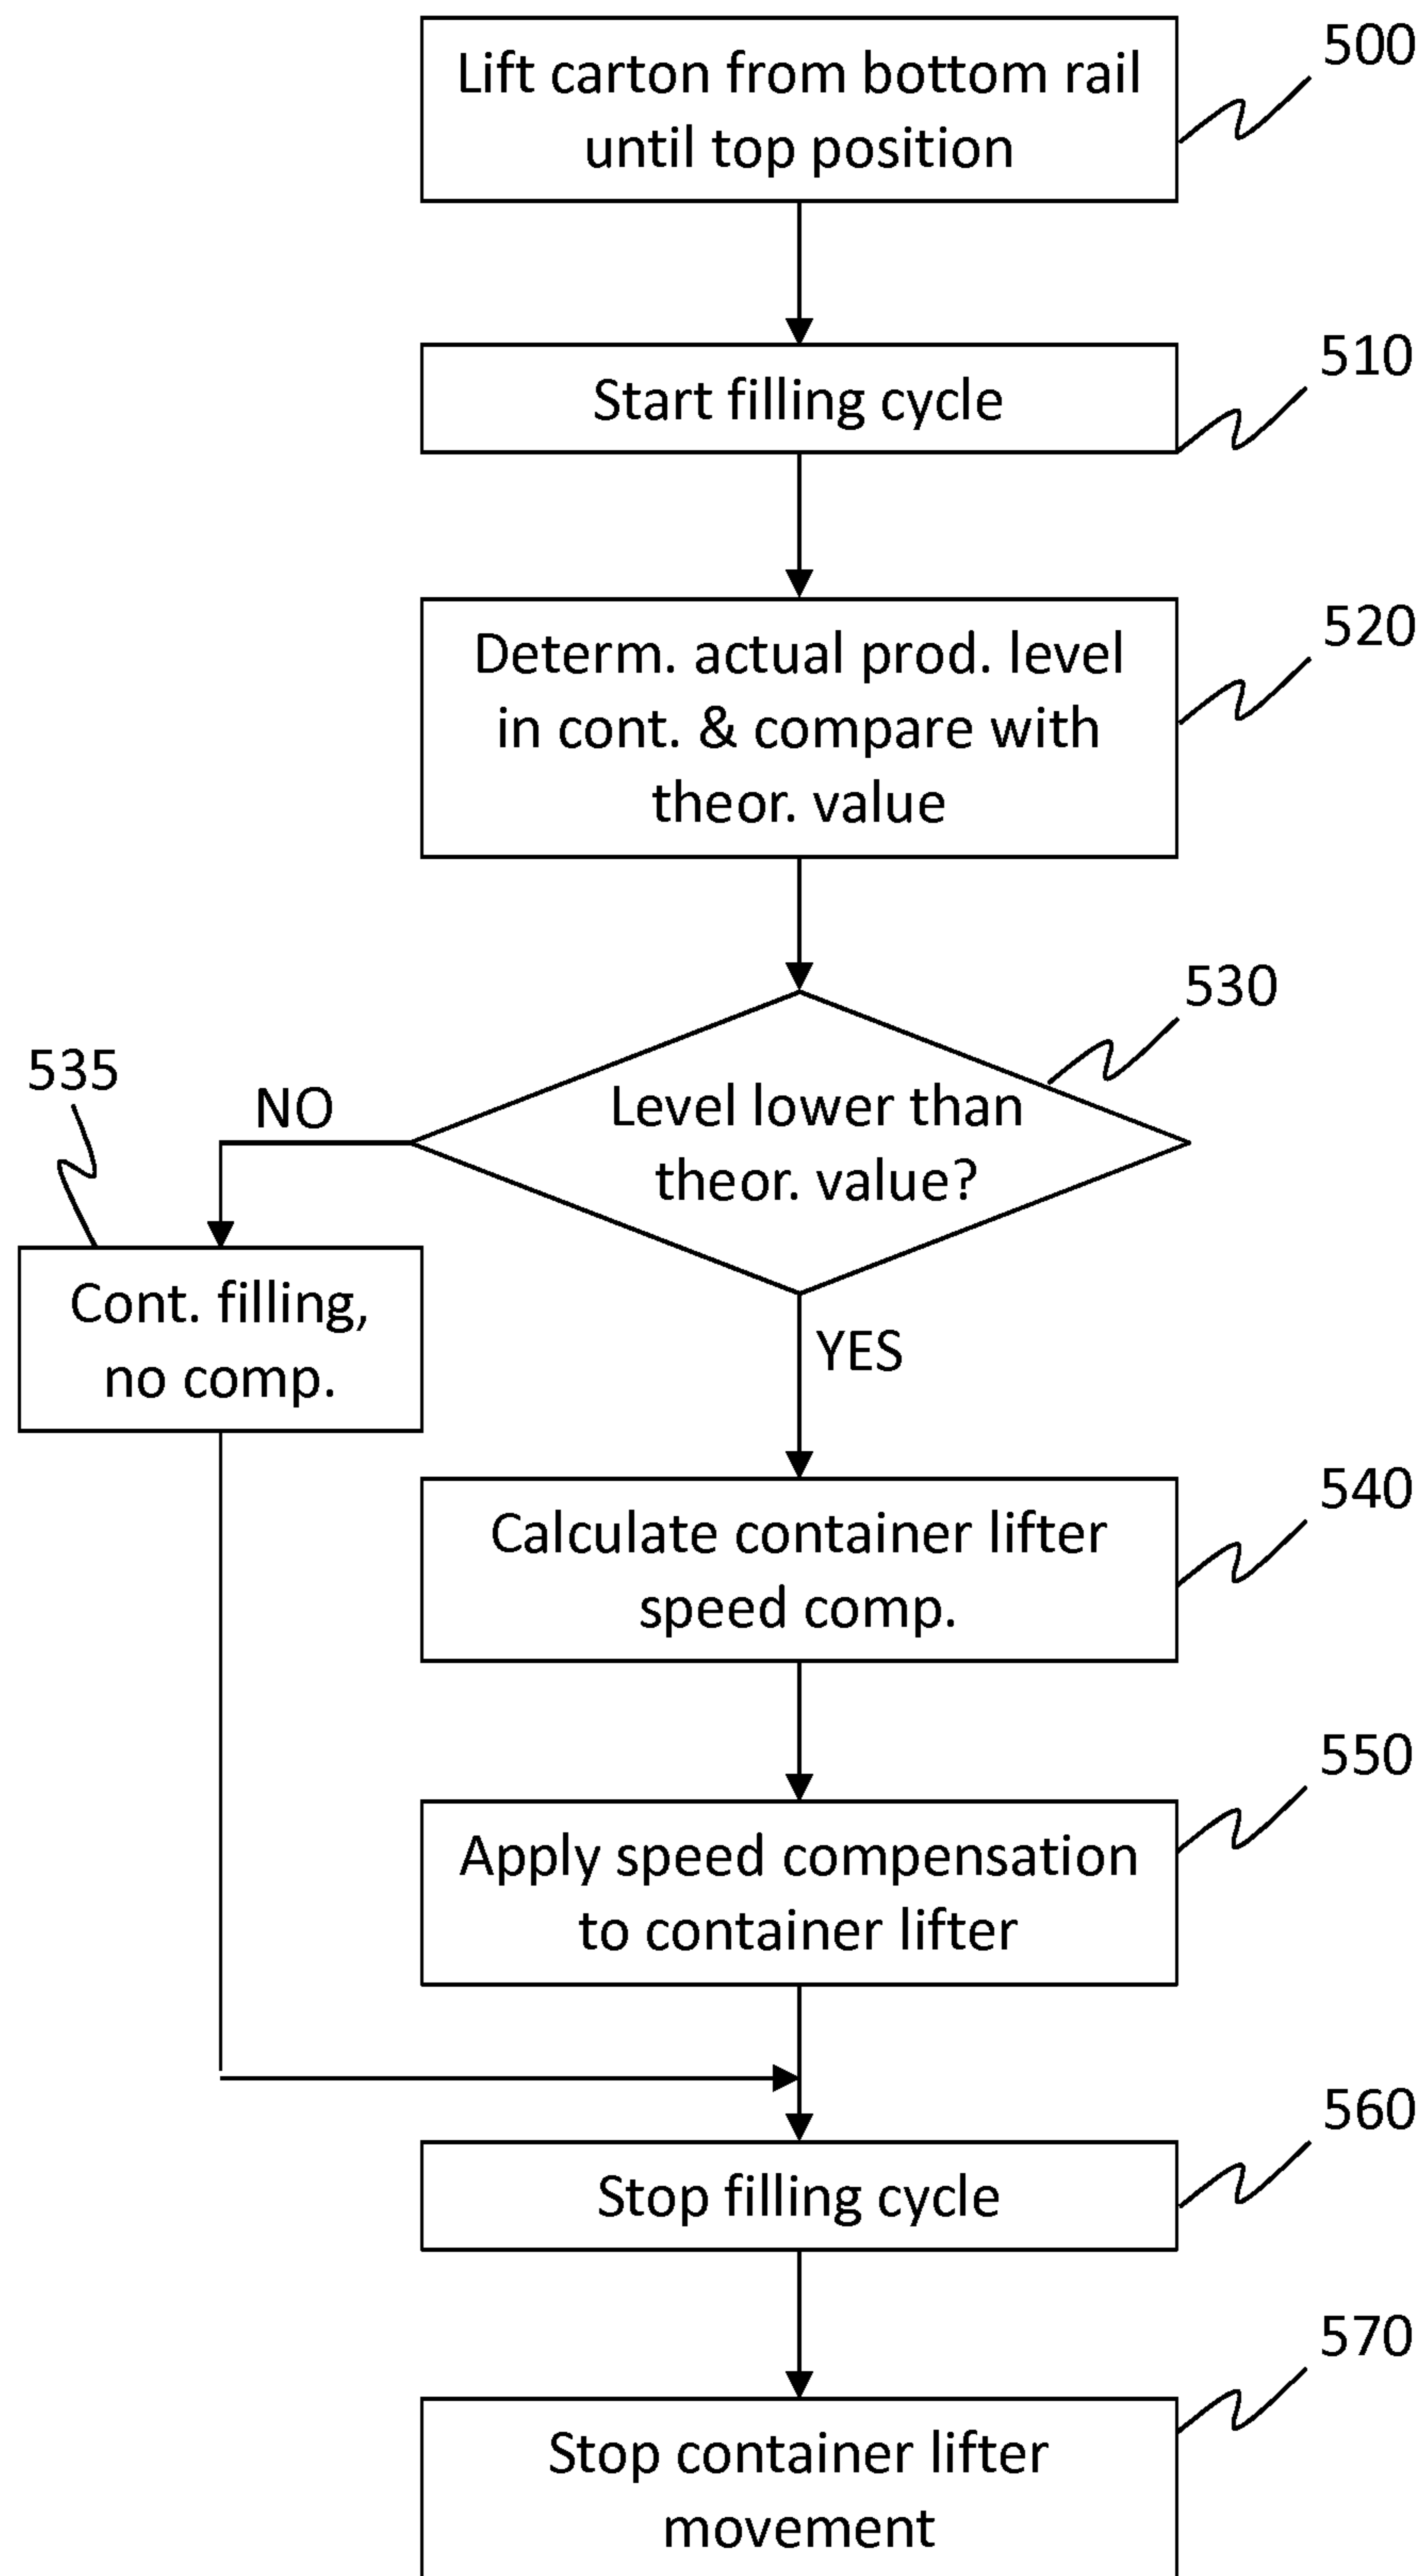 Lift carton from bottom rail
until top position
500
Start filling cycle
510
Determ. actual prod. level
in cont. & compare with
theor. value
520
Level lower than
theor. value?
530
NO
535
Cont. filling,
no comp.
YES
Calculate container lifter
speed comp.
540
Apply speed compensation
to container lifter
550
Stop filling cycle
560
Stop container lifter
movement
570